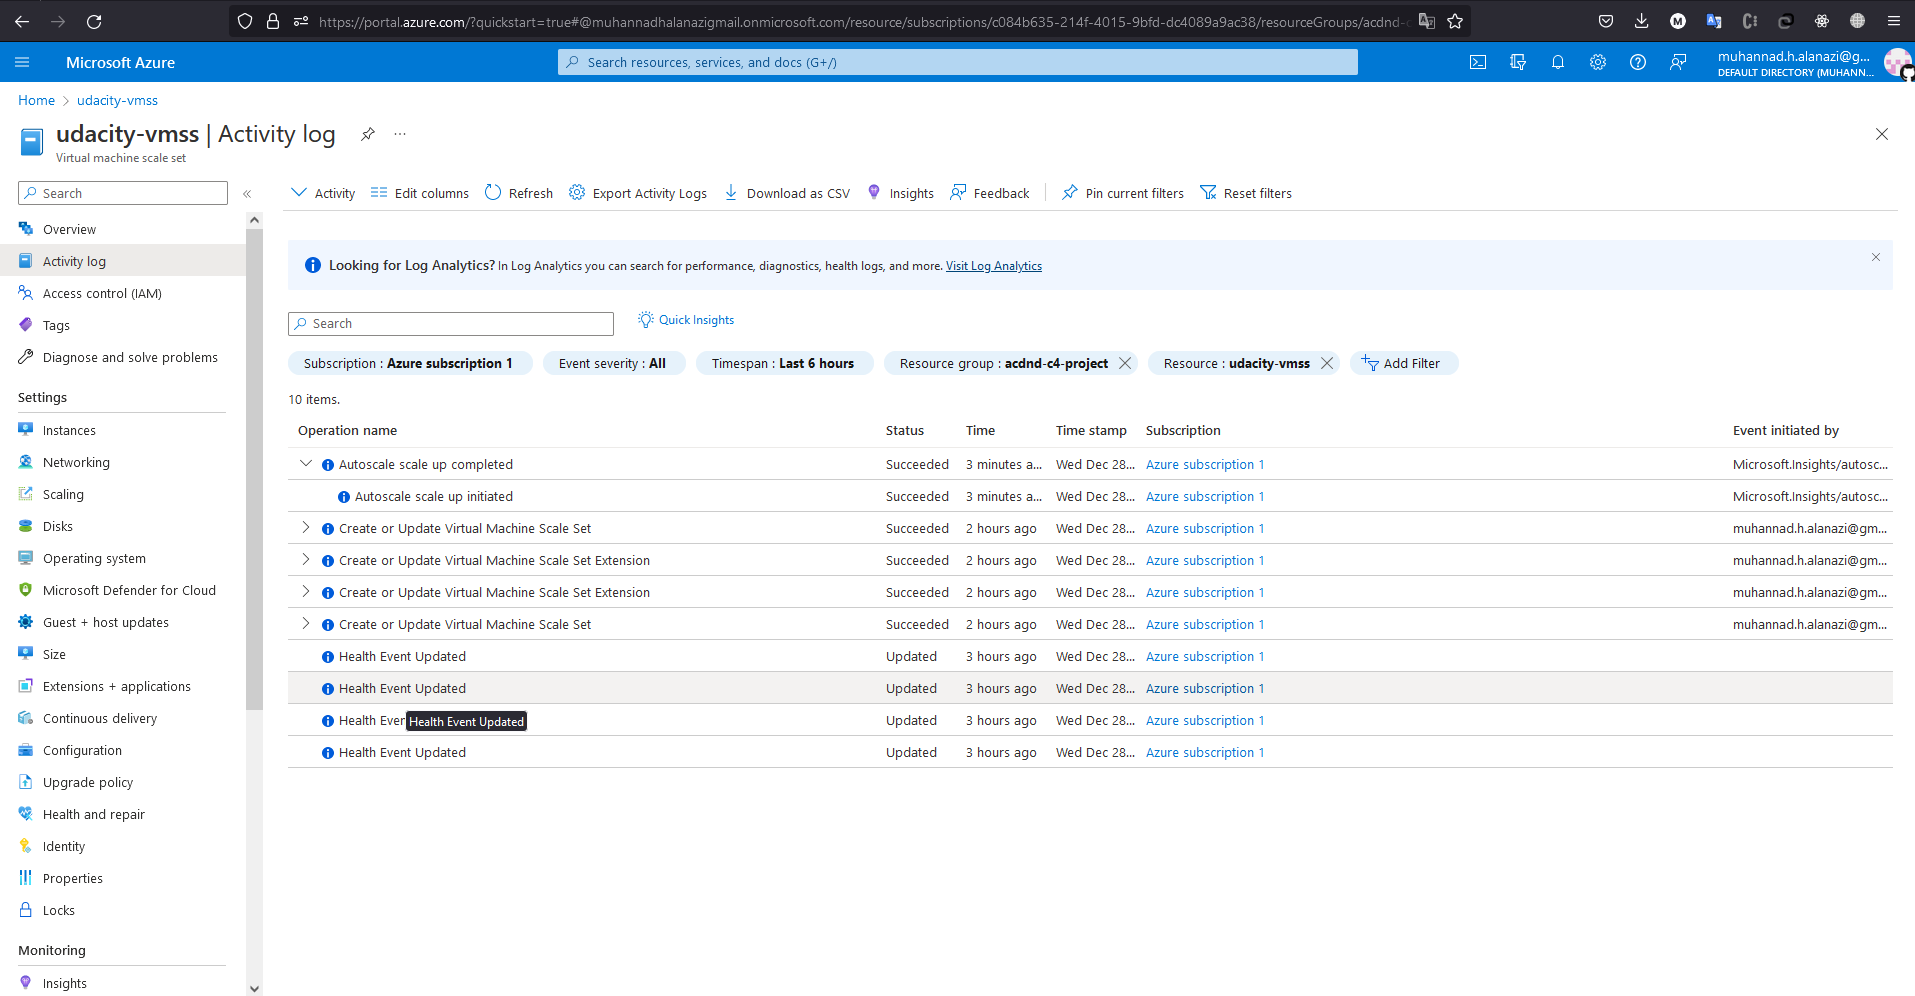 https://portal.azure.com/?quickstart=true#@muhannadhalanazigmail.onmicrosoft.com/resource/subscriptions/c084b635-214f-4015-9bfd-dc4089a9ac38/resourceGroups/acdnd-c
Microsoft Azure
Search resources, services, and docs (G+/)
muhannad.h.alanazi@g...
DEFAULT DIRECTORY (MUHANN...
Home > udacity-vmss
udacity-vmss | Activity log ...
Virtual machine scale set
Search «
Activity Edit columns Refresh Export Activity Logs Download as CSV Insights Feedback Pin current filters Reset filters
Overview
Activity log
Access control (IAM)
Tags
Diagnose and solve problems
Settings
Instances
Networking
Scaling
Disks
Operating system
Microsoft Defender for Cloud
Guest + host updates
Size
Extensions + applications
Continuous delivery
Configuration
Upgrade policy
Health and repair
Identity
Properties
Locks
Monitoring
Insights
Looking for Log Analytics? In Log Analytics you can search for performance, diagnostics, health logs, and more. Visit Log Analytics
Search Quick Insights
Subscription : Azure subscription 1 Event severity : All Timespan : Last 6 hours Resource group : acdnd-c4-project Resource : udacity-vmss Add Filter
10 items.
Operation name Status Time Time stamp Subscription Event initiated by
Autoscale scale up completed Succeeded 3 minutes a... Wed Dec 28... Azure subscription 1 Microsoft.Insights/autosc...
Autoscale scale up initiated Succeeded 3 minutes a... Wed Dec 28... Azure subscription 1 Microsoft.Insights/autosc...
Create or Update Virtual Machine Scale Set Succeeded 2 hours ago Wed Dec 28... Azure subscription 1 muhannad.h.alanazi@gm...
Create or Update Virtual Machine Scale Set Extension Succeeded 2 hours ago Wed Dec 28... Azure subscription 1 muhannad.h.alanazi@gm...
Create or Update Virtual Machine Scale Set Extension Succeeded 2 hours ago Wed Dec 28... Azure subscription 1 muhannad.h.alanazi@gm...
Create or Update Virtual Machine Scale Set Succeeded 2 hours ago Wed Dec 28... Azure subscription 1 muhannad.h.alanazi@gm...
Health Event Updated Updated 3 hours ago Wed Dec 28... Azure subscription 1
Health Event Updated Updated 3 hours ago Wed Dec 28... Azure subscription 1
Health Ever Health Event Updated Updated 3 hours ago Wed Dec 28... Azure subscription 1
Health Event Updated Updated 3 hours ago Wed Dec 28... Azure subscription 1